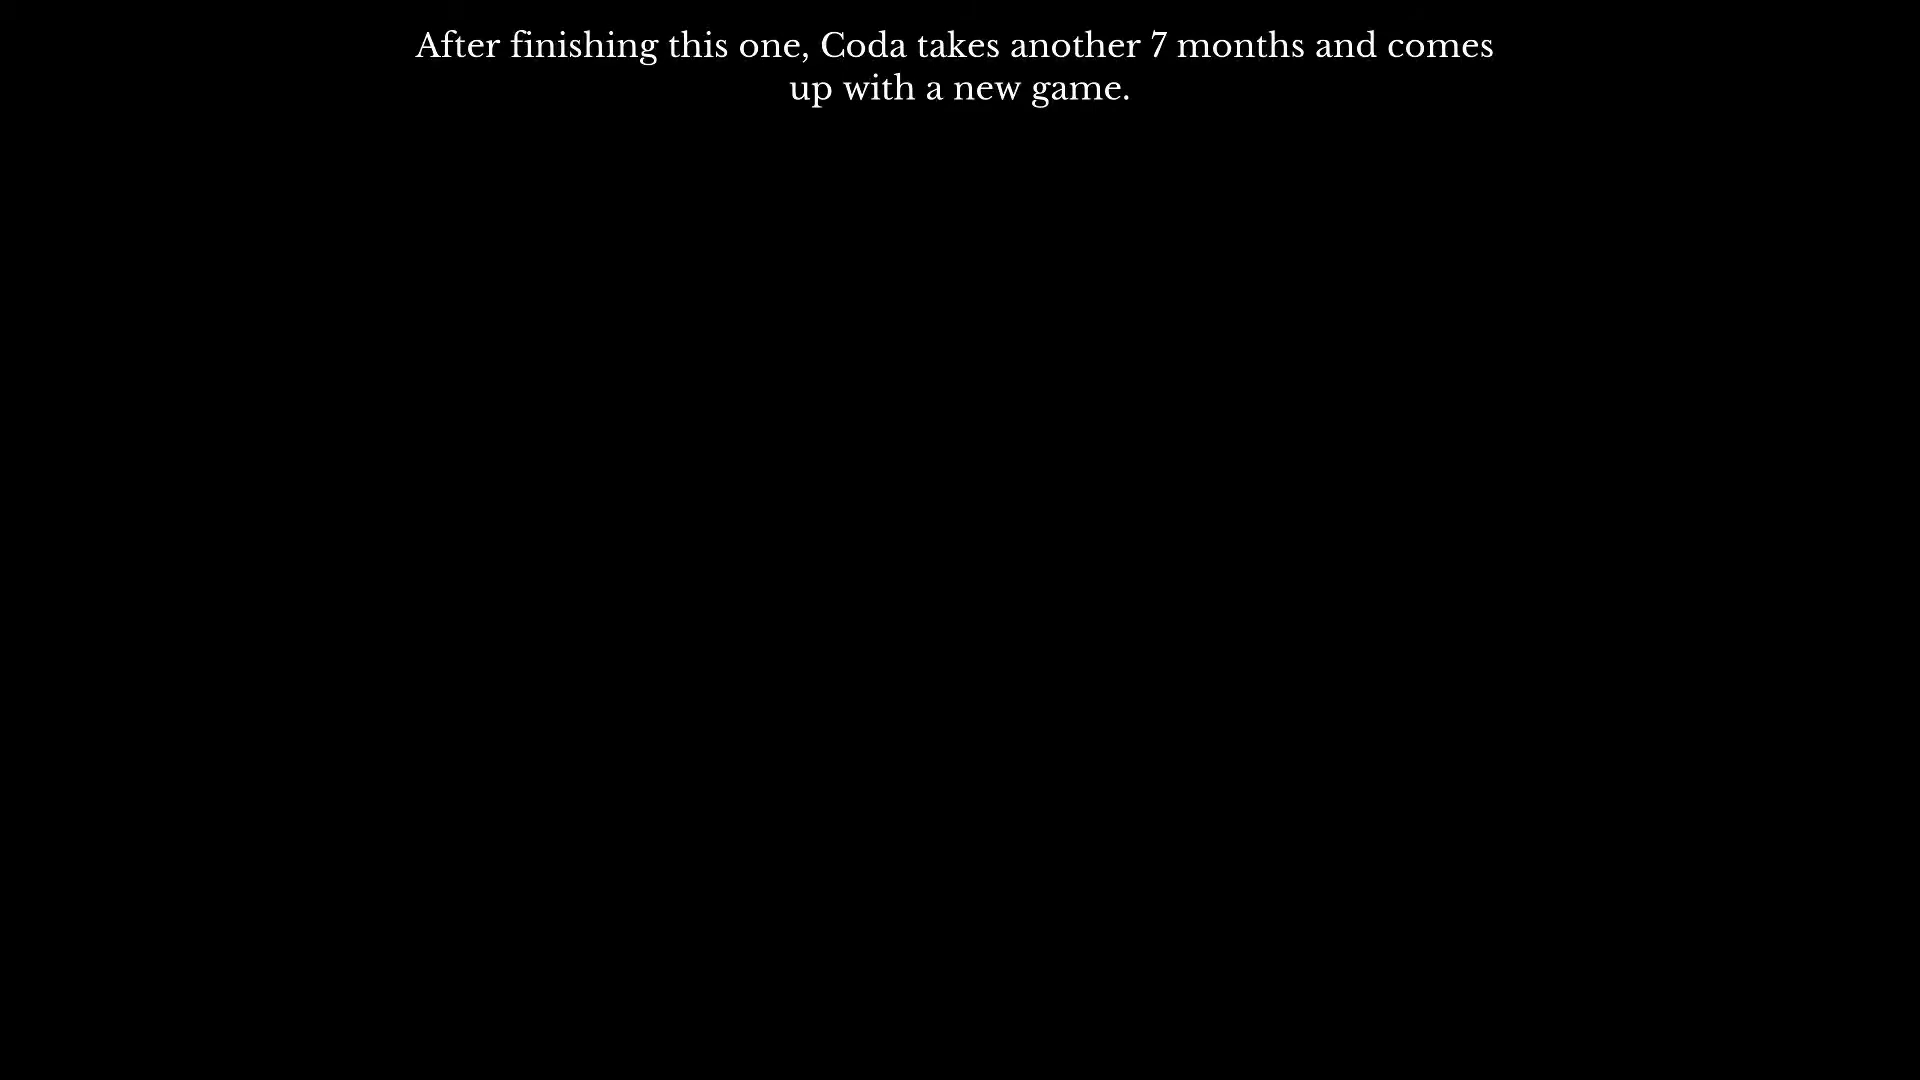 After finishing this one, Coda takes another 7 months and comes
up with a new game.